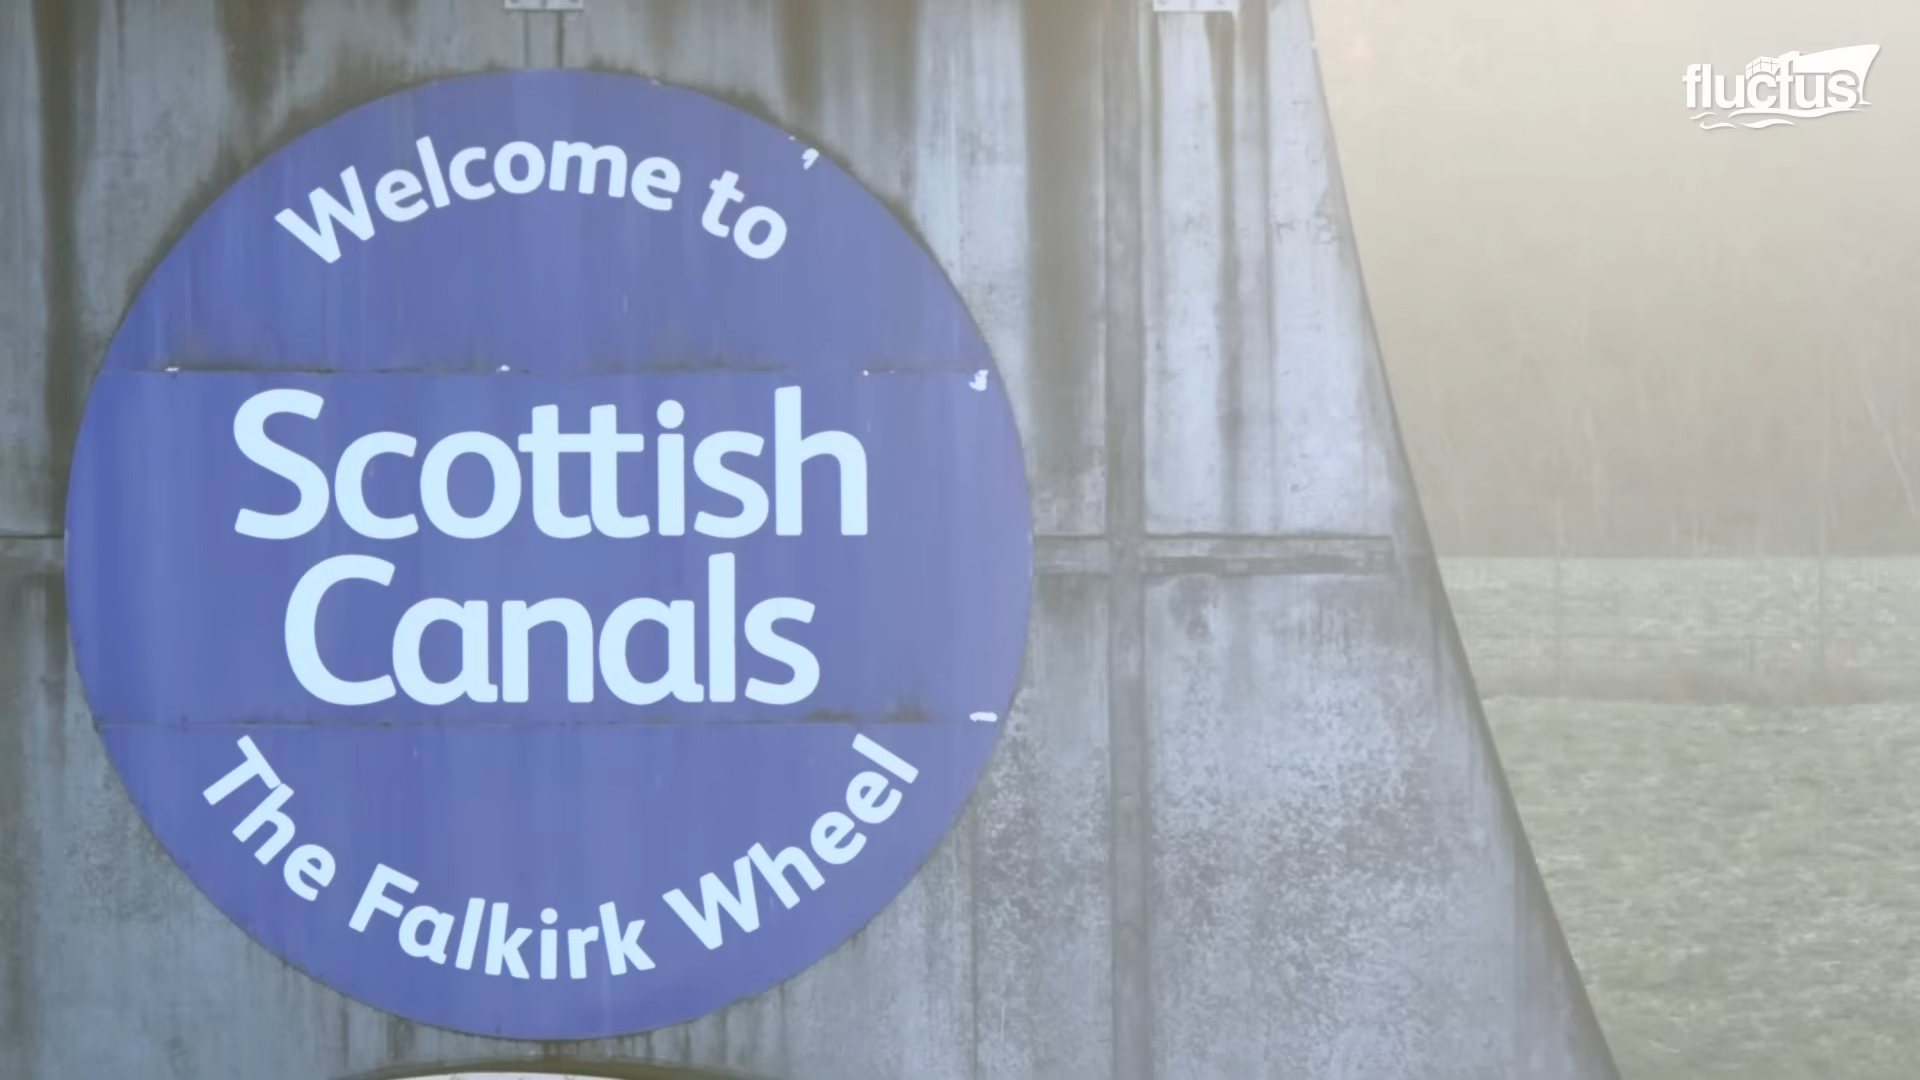 fluctus
Welcome to
Scottish
Canals
The Falkirk Wheel